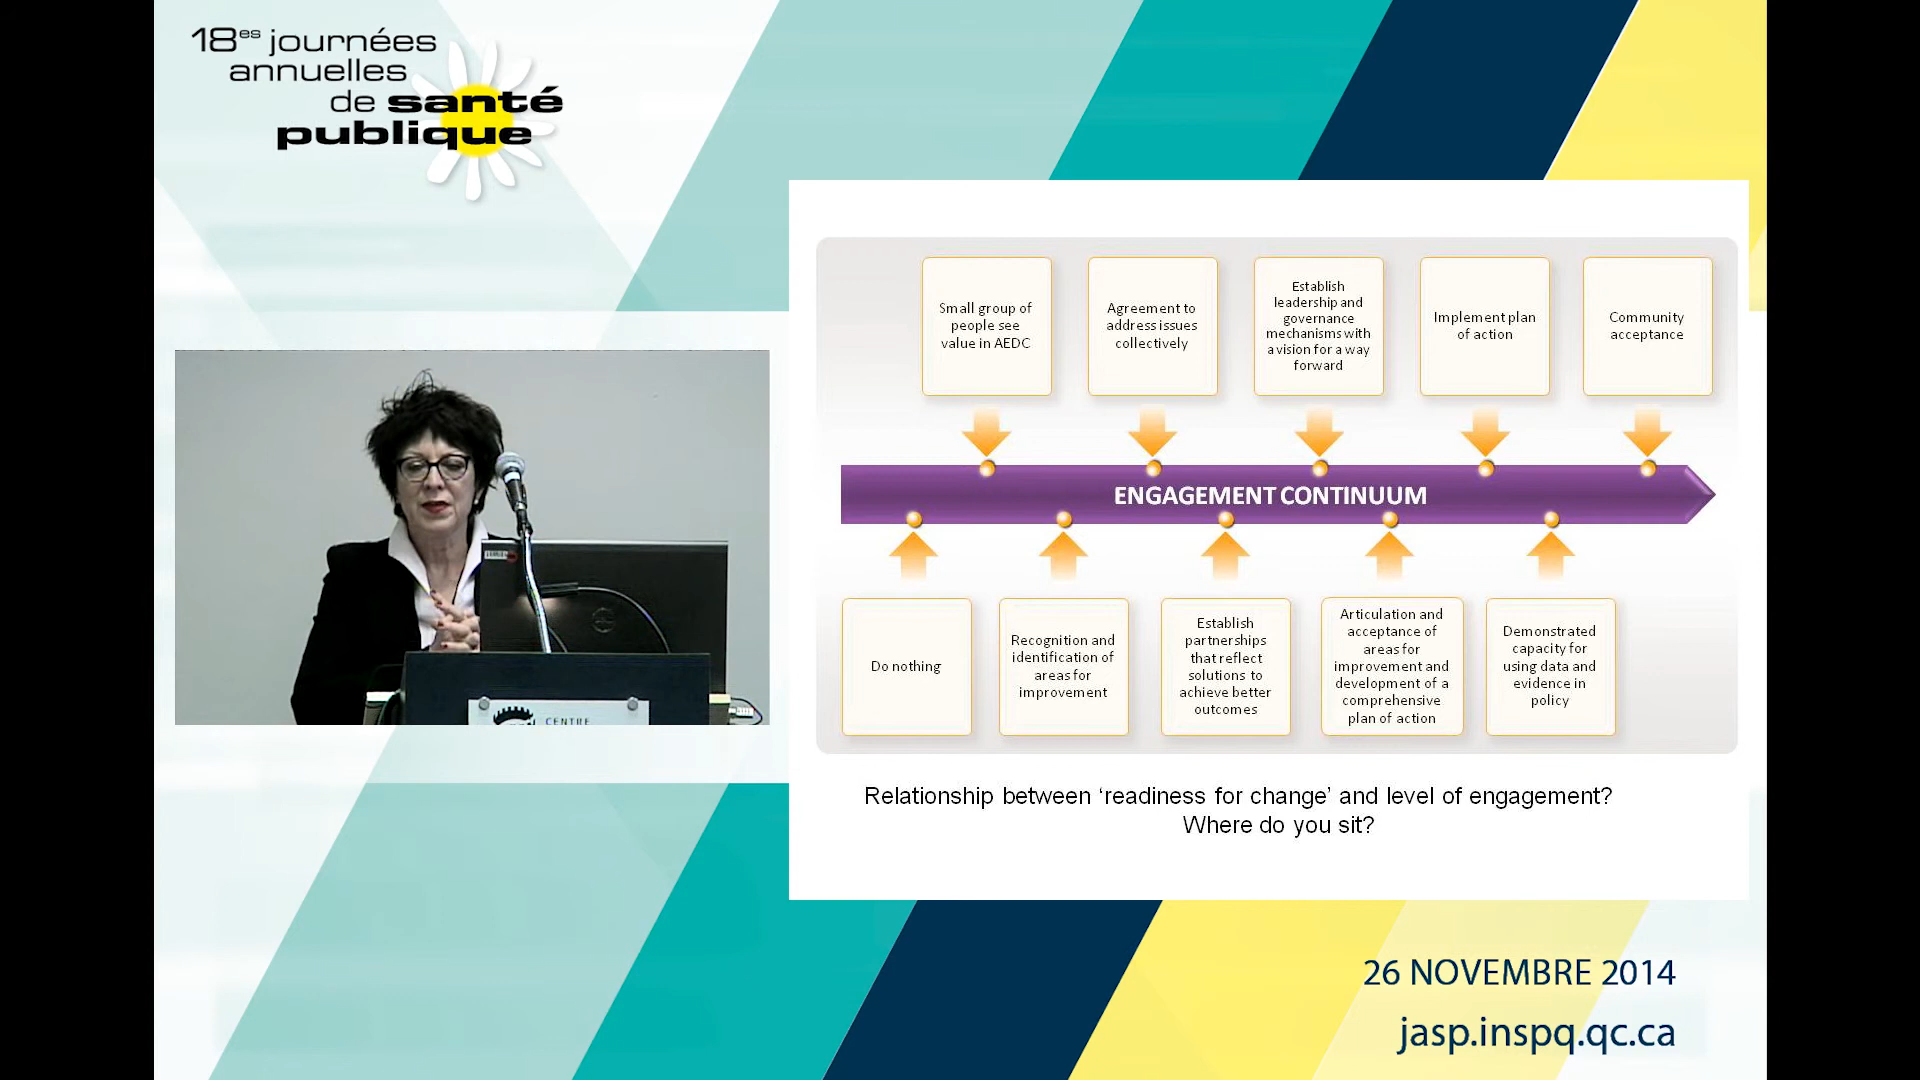 18es journées
annuelles
de santé
publique
Small group of
people see
value in AEDC
Agreement to
address issues
collectively
Establish
leadership and
governance
mechanisms with
a vision for a way
forward
Implement plan
of action
Community
acceptance
ENGAGEMENT CONTINUUM
Do nothing
Recognition and
identification of
areas for
improvement
Establish
partnerships
that reflect
solutions to
achieve better
outcomes
Articulation and
acceptance of
areas for
improvement and
development of a
comprehensive
plan of action
Demonstrated
capacity for
using data and
evidence in
policy
Relationship between ‘readiness for change’ and level of engagement?
Where do you sit?
CENTRE
26 NOVEMBRE 2014
jasp.inspq.qc.ca